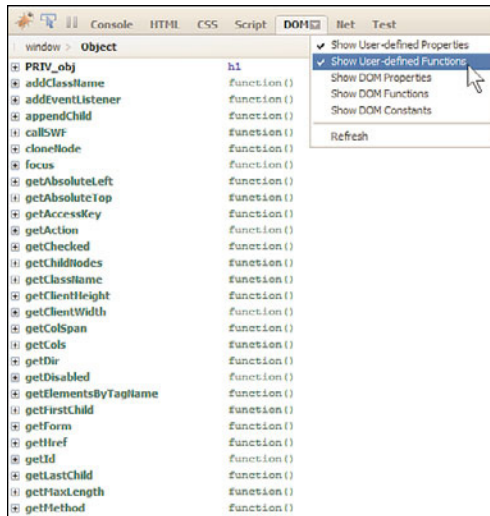 Console HTML CSS Script DOM Net Test
window > Object
Show User-defined Properties
Show User-defined Functions
Show DOM Properties
Show DOM Functions
Show DOM Constants
Refresh
PRIV_obj h1
addClassName function()
addEventListener function()
appendChild function()
callSWF function()
cloneNode function()
focus function()
getAbsoluteLeft function()
getAbsoluteTop function()
getAccessKey function()
getAction function()
getChecked function()
getChildNodes function()
getClassName function()
getClientHeight function()
getClientWidth function()
getColSpan function()
getCols function()
getDir function()
getDisabled function()
getElementsByTagName function()
getFirstChild function()
getForm function()
getHref function()
getId function()
getLastChild function()
getMaxLength function()
getMethod function()